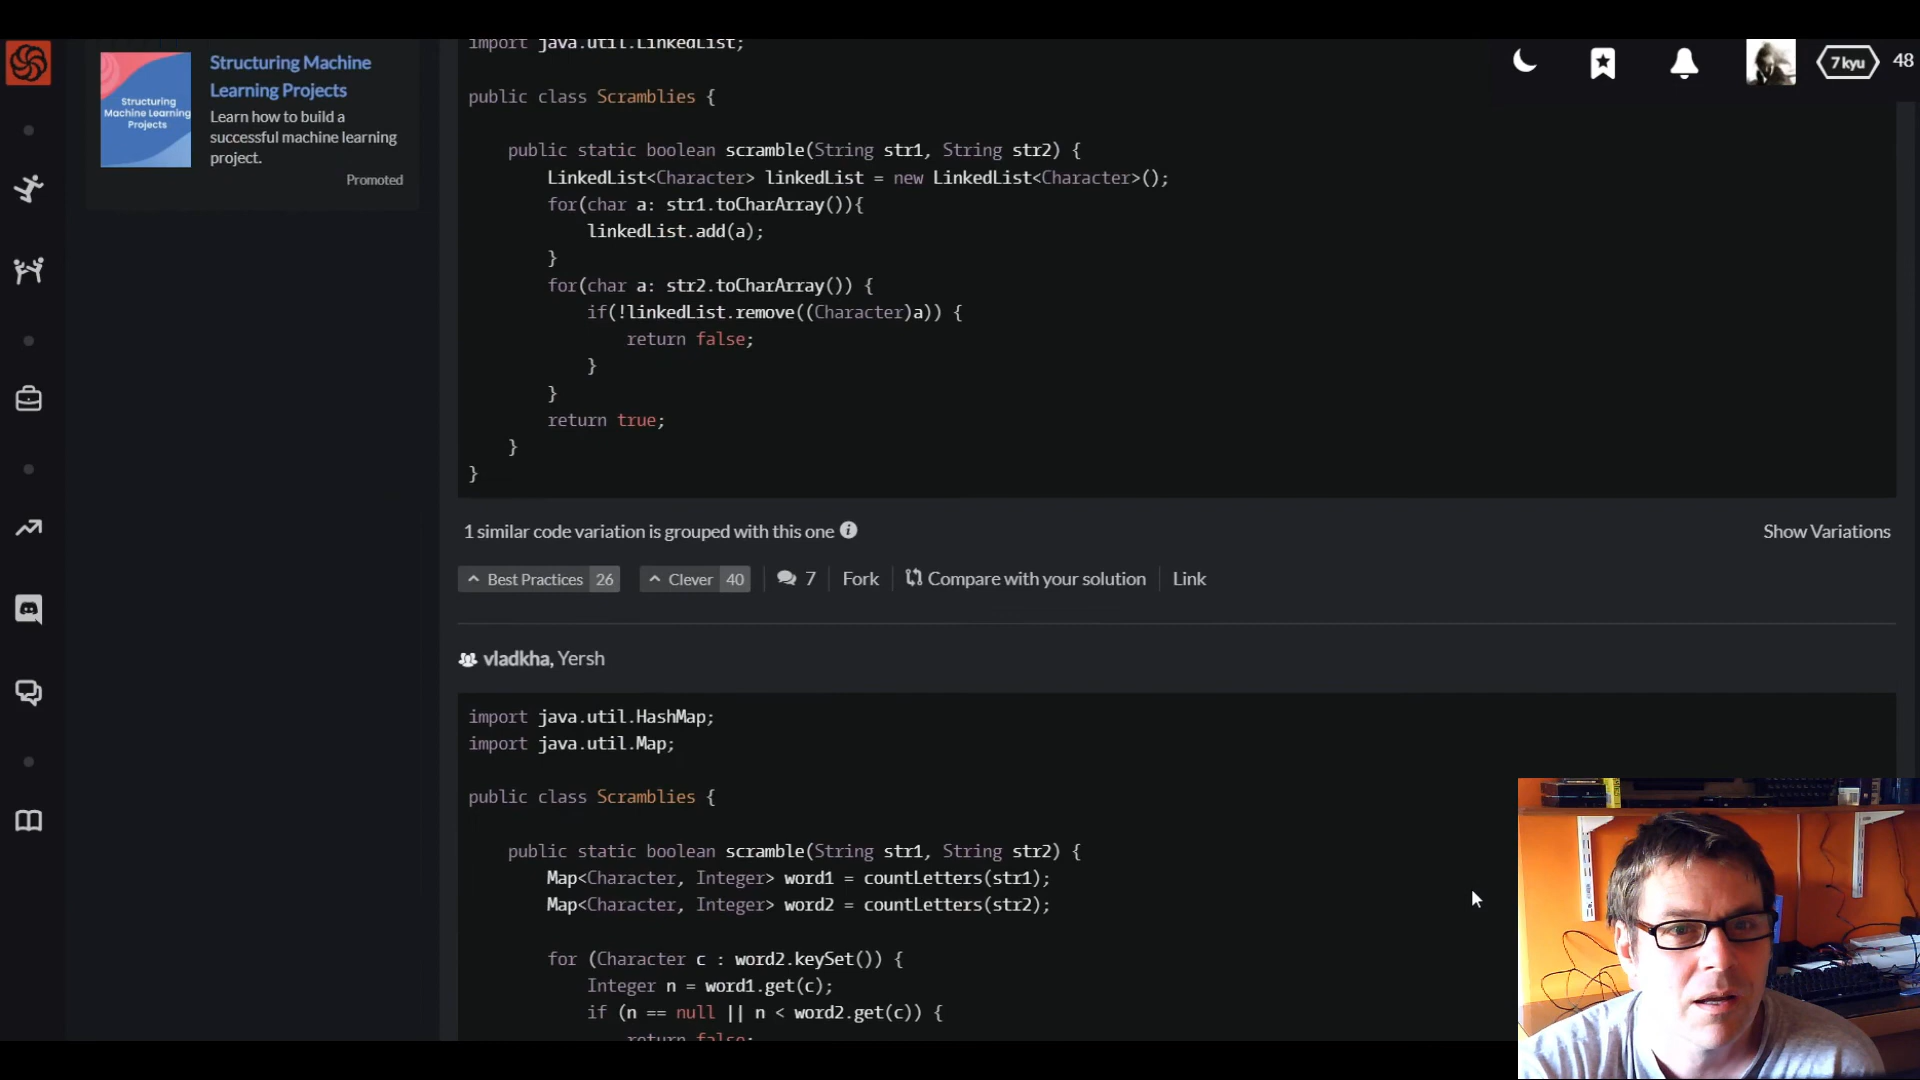 import java.util.LinkedList;
public class Scramblies {
public static boolean scramble(String str1, String str2) {
LinkedList<Character> linkedList = new LinkedList<Character>();
for(char a: str1.toCharArray()){
linkedList.add(a);
}
for(char a: str2.toCharArray()) {
if(!linkedList.remove((Character)a)) {
return false;
}
}
return true;
}
}
Structuring Machine
Learning Projects
Learn how to build a
successful machine learning
project.
Promoted
Structuring
Machine Learning
Projects
7 kyu
48
1 similar code variation is grouped with this one
Show Variations
Best Practices 26
Clever 40
7
Fork
Compare with your solution
Link
vladkha, Yersh
import java.util.HashMap;
import java.util.Map;
public class Scramblies {
public static boolean scramble(String str1, String str2) {
Map<Character, Integer> word1 = countLetters(str1);
Map<Character, Integer> word2 = countLetters(str2);
for (Character c : word2.keySet()) {
Integer n = word1.get(c);
if (n == null || n < word2.get(c)) {
return false;